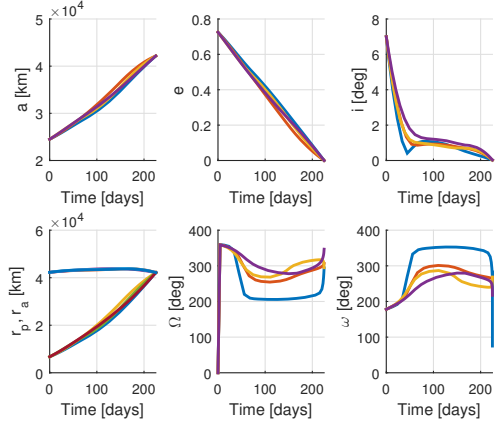 × 10⁴
4
3
2
a [km]
0 100 200
Time [days]
0.8
0.6
0.4
0.2
0
e
0 100 200
Time [days]
8
6
4
2
0
i [deg]
0 100 200
Time [days]
6 × 10⁴
4
2
0
r_p, r_a [km]
0 100 200
Time [days]
400
300
200
100
0
Ω [deg]
0 100 200
Time [days]
400
300
200
100
0
ω [deg]
0 100 200
Time [days]